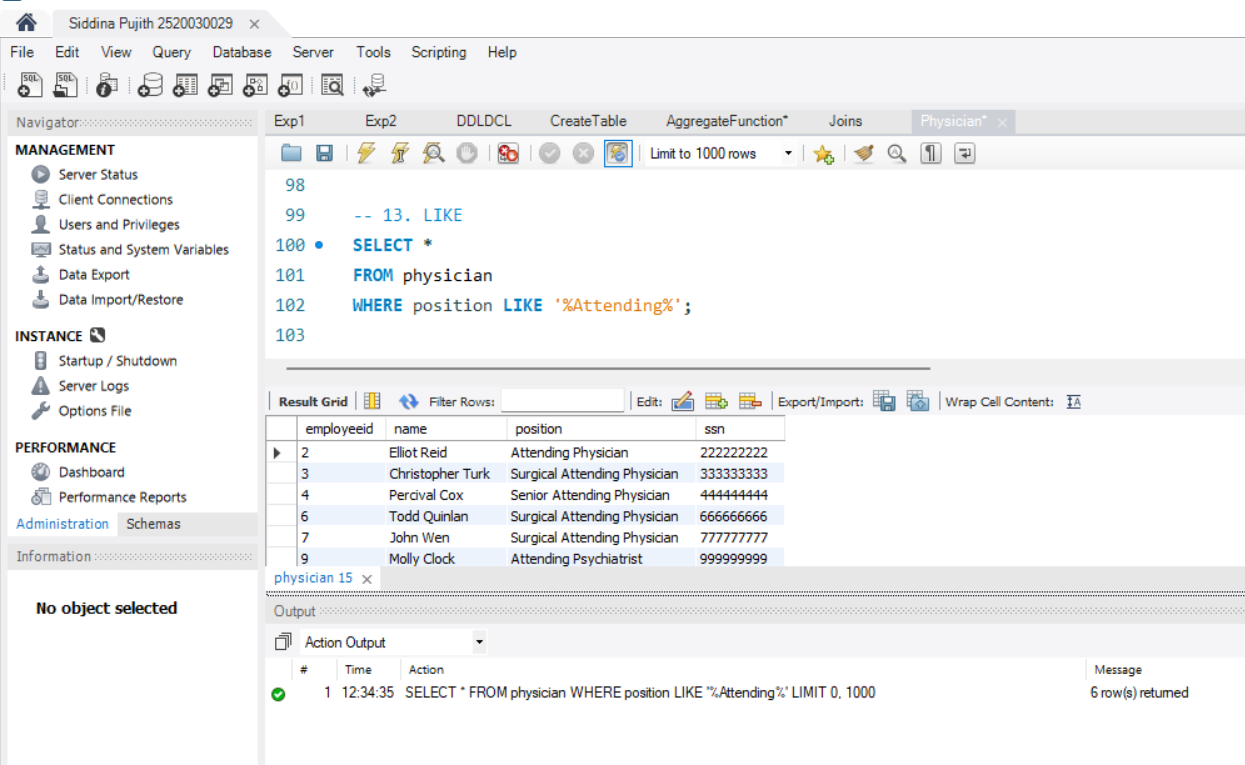 Siddina Pujith 2520030029 ×
File Edit View Query Database Server Tools Scripting Help
Navigator
MANAGEMENT
Server Status
Client Connections
Users and Privileges
Status and System Variables
Data Export
Data Import/Restore
INSTANCE
Startup / Shutdown
Server Logs
Options File
PERFORMANCE
Dashboard
Performance Reports
Administration Schemas
Information
No object selected
Exp1 Exp2 DDLDCL CreateTable AggregateFunction* Joins Physician* ×
Limit to 1000 rows
98
99 -- 13. LIKE
100 SELECT *
101 FROM physician
102 WHERE position LIKE '%Attending%';
103
Result Grid Filter Rows: Edit: Export/Import: Wrap Cell Content: IA
employeeid name position ssn
2 Elliot Reid Attending Physician 222222222
3 Christopher Turk Surgical Attending Physician 333333333
4 Percival Cox Senior Attending Physician 444444444
6 Todd Quinlan Surgical Attending Physician 666666666
7 John Wen Surgical Attending Physician 777777777
9 Molly Clock Attending Psychiatrist 999999999
physician 15 ×
Output
Action Output
# Time Action Message
1 12:34:35 SELECT * FROM physician WHERE position LIKE '%Attending%' LIMIT 0, 1000 6 row(s) returned